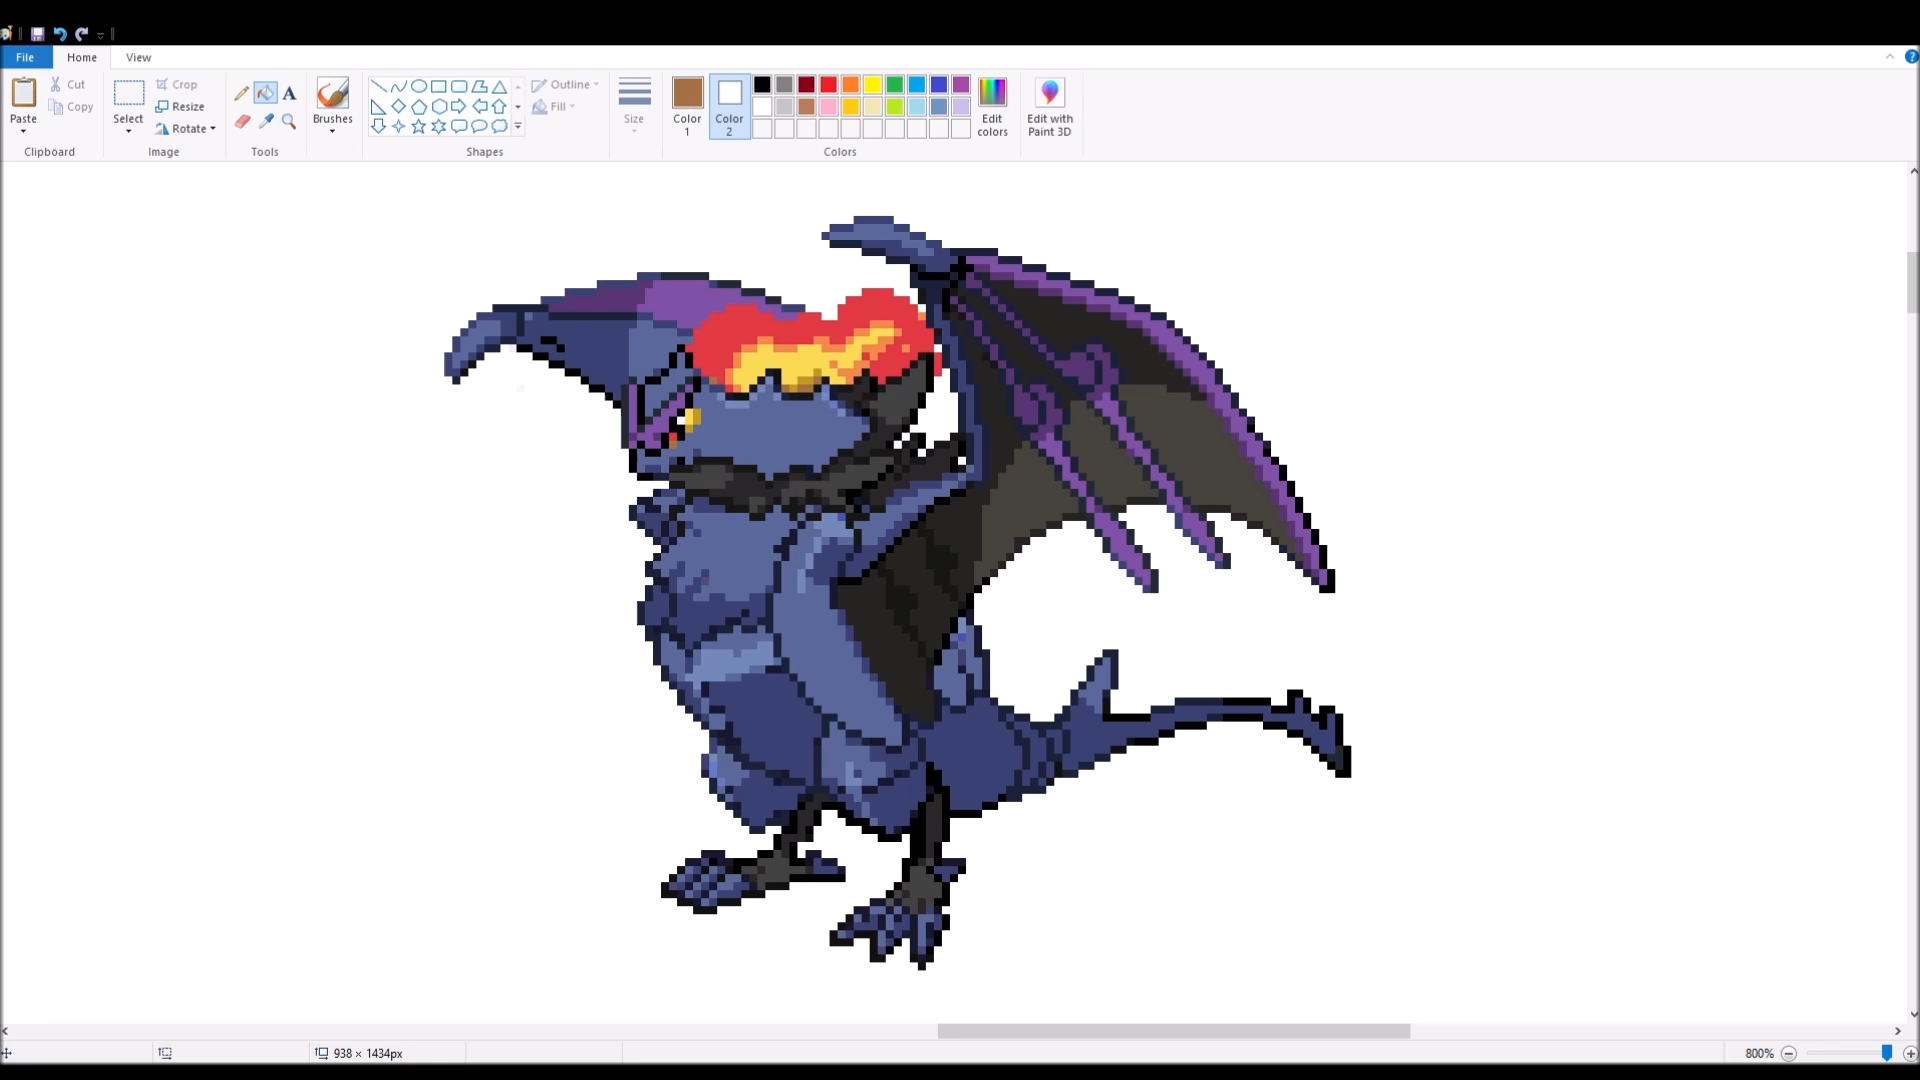 File Home View
Paste
Cut
Copy
Clipboard
Select
Crop
Resize
Rotate
Image
A
Tools
Brushes
Outline
Fill
Shapes
Size
Color
1
Color
2
Edit
colors
Colors
Edit with
Paint 3D
938 × 1434px
800%